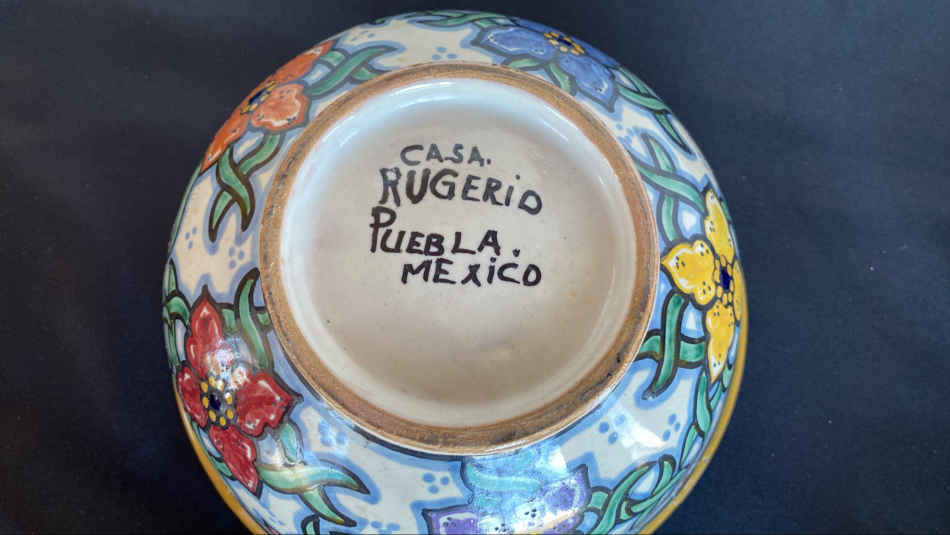 CASA.
RUGERiO
PUEBLA.
MEXiCO